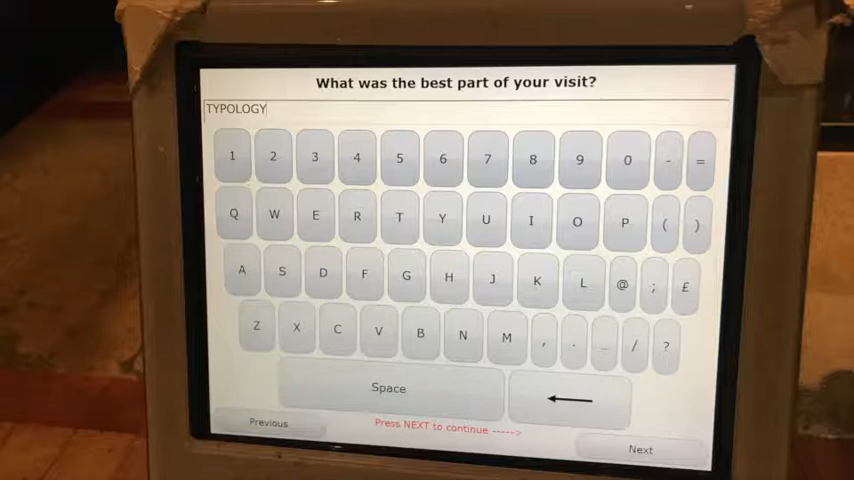 What was the best part of your visit?
TYPOLOGY
1 2 3 4 5 6 7 8 9 0 - =
Q W E R T Y U I O P ( )
A S D F G H J K L @ ; £
Z X C V B N M , . _ / ?
Space ←
Previous Press NEXT to continue -----> Next